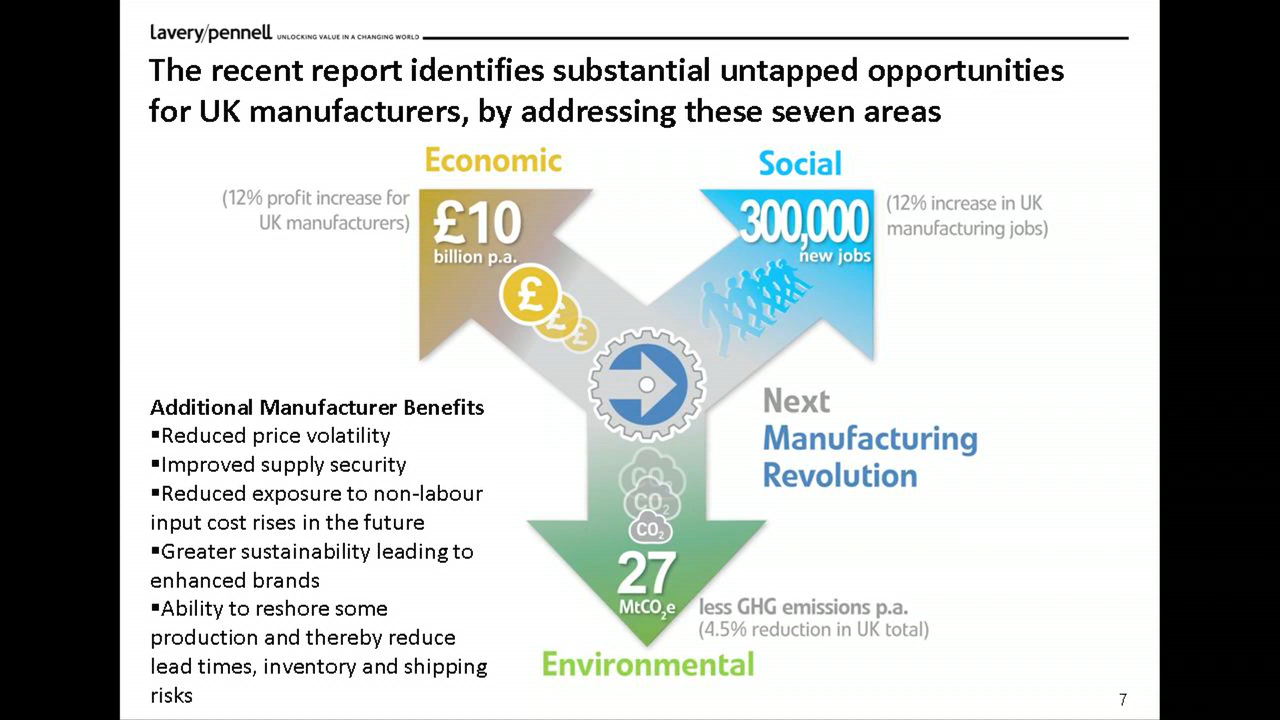 lavery/pennell UNLOCKING VALUE IN A CHANGING WORLD
The recent report identifies substantial untapped opportunities
for UK manufacturers, by addressing these seven areas
Economic
(12% profit increase for
UK manufacturers)
£10
billion p.a.
£
£
£
Social
300,000
new jobs
(12% increase in UK
manufacturing jobs)
Next
Manufacturing
Revolution
Additional Manufacturer Benefits
▪Reduced price volatility
▪Improved supply security
▪Reduced exposure to non-labour
input cost rises in the future
▪Greater sustainability leading to
enhanced brands
▪Ability to reshore some
production and thereby reduce
lead times, inventory and shipping
risks
CO₂
CO₂
CO₂
27
MtCO₂e
less GHG emissions p.a.
(4.5% reduction in UK total)
Environmental
7